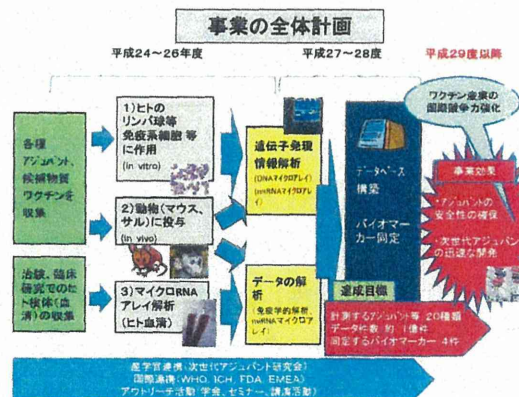 事業の全体計画
平成24～26年度
平成27～28度
平成29度以降
各種
アジュバント、
候補物質
ワクチンを
収集
治験、臨床
研究でのヒ
ト検体(血
清)の収集
1)ヒトの
リンパ球等
免疫系細胞 等
に作用
(in vitro)
2)動物(マウス、
サル)に投与
(in vivo)
3)マイクロRNA
アレイ解析
(ヒト血清)
遺伝子発現
情報解析
(DNAマイクロアレイ)
(miRNAマイクロア
レイ)
データの解
析
(免疫学的解析
miRNAマイクロア
レイ)
データベース
構築
バイオマー
カー同定
ワクチン産業の
国際競争力強化
事業効果
・アジュバントの
安全性の確保
・次世代アジュバン
トの迅速な開発
達成目標
計測するアジュバント等 20種類
データ件数 約 1億件
同定するバイオマーカー 4件
産学官連携(次世代アジュバント研究会)
国際連携(WHO、ICH、FDA、EMEA)
アウトリーチ活動(学会、セミナー、講演活動)